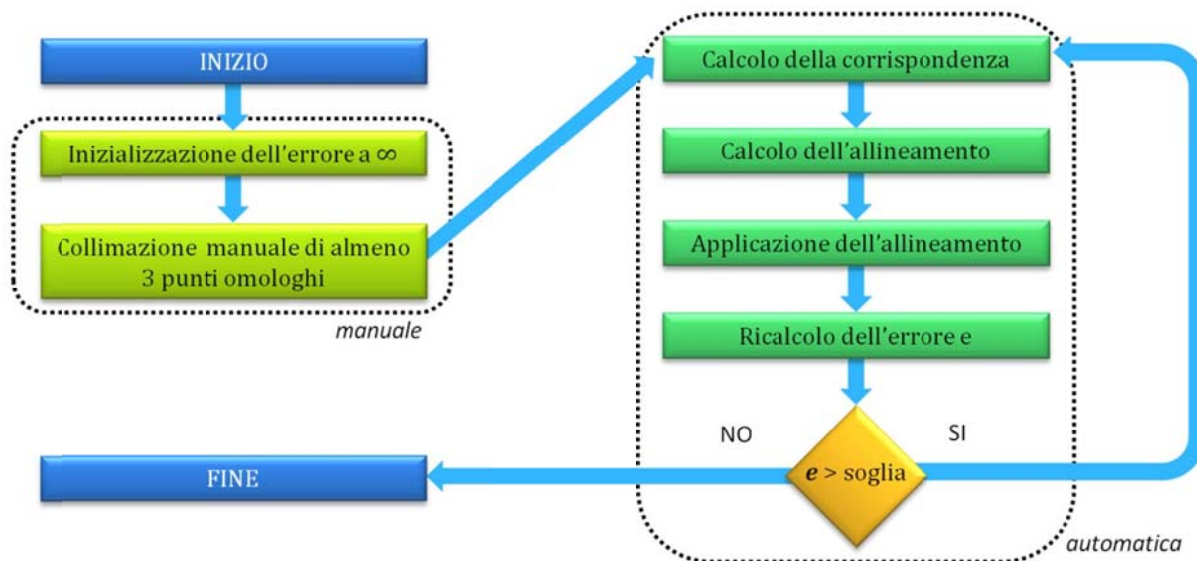 INIZIO
Inizializzazione dell'errore a ∞
Collimazione manuale di almeno
3 punti omologhi
manuale
Calcolo della corrispondenza
Calcolo dell'allineamento
Applicazione dell'allineamento
Ricalcolo dell'errore e
NO
SI
e > soglia
FINE
automatica